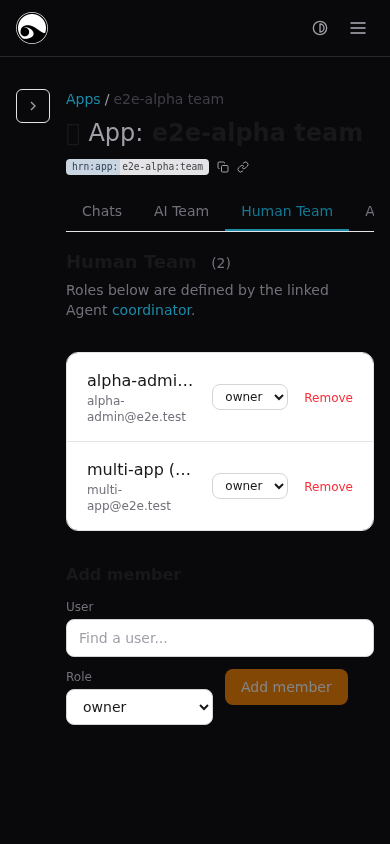 Apps / e2e-alpha team
App: e2e-alpha team
hrn:app: e2e-alpha:team
Chats AI Team Human Team A
Human Team (2)
Roles below are defined by the linked
Agent coordinator.
alpha-admi…
alpha-
admin@e2e.test
owner
Remove
multi-app (…
multi-
app@e2e.test
owner
Remove
Add member
User
Find a user...
Role
owner
Add member